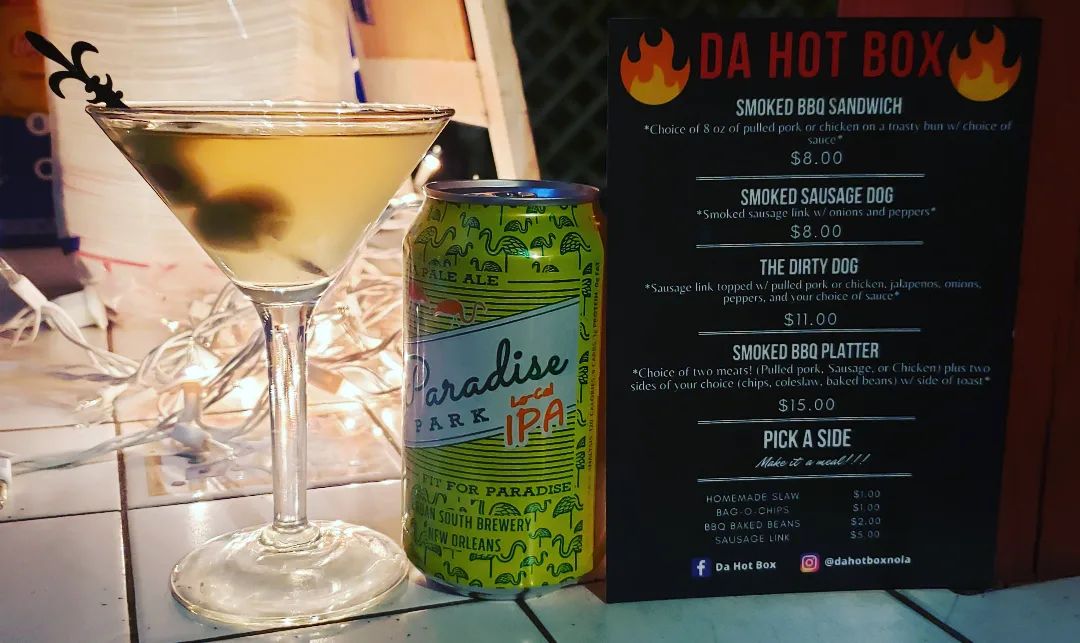 PALE ALE
Paradise
PARK
LO-Cal
IPA
FIT FOR PARADISE
URBAN SOUTH BREWERY
NEW ORLEANS
DA HOT BOX
SMOKED BBQ SANDWICH
*Choice of 8 oz of pulled pork or chicken on a toasty bun w/ choice of
sauce*
$8.00
SMOKED SAUSAGE DOG
*Smoked sausage link w/ onions and peppers*
$8.00
THE DIRTY DOG
*Sausage link topped w/ pulled pork or chicken, jalapenos, onions,
peppers, and your choice of sauce*
$11.00
SMOKED BBQ PLATTER
*Choice of two meats! (Pulled pork, Sausage, or Chicken) plus two
sides of your choice (chips, coleslaw, baked beans) w/ side of toast*
$15.00
PICK A SIDE
Make it a meal!!!
HOMEMADE SLAW $1.00
BAG-O-CHIPS $1.00
BBQ BAKED BEANS $2.00
SAUSAGE LINK $5.00
Da Hot Box @dahotboxnola